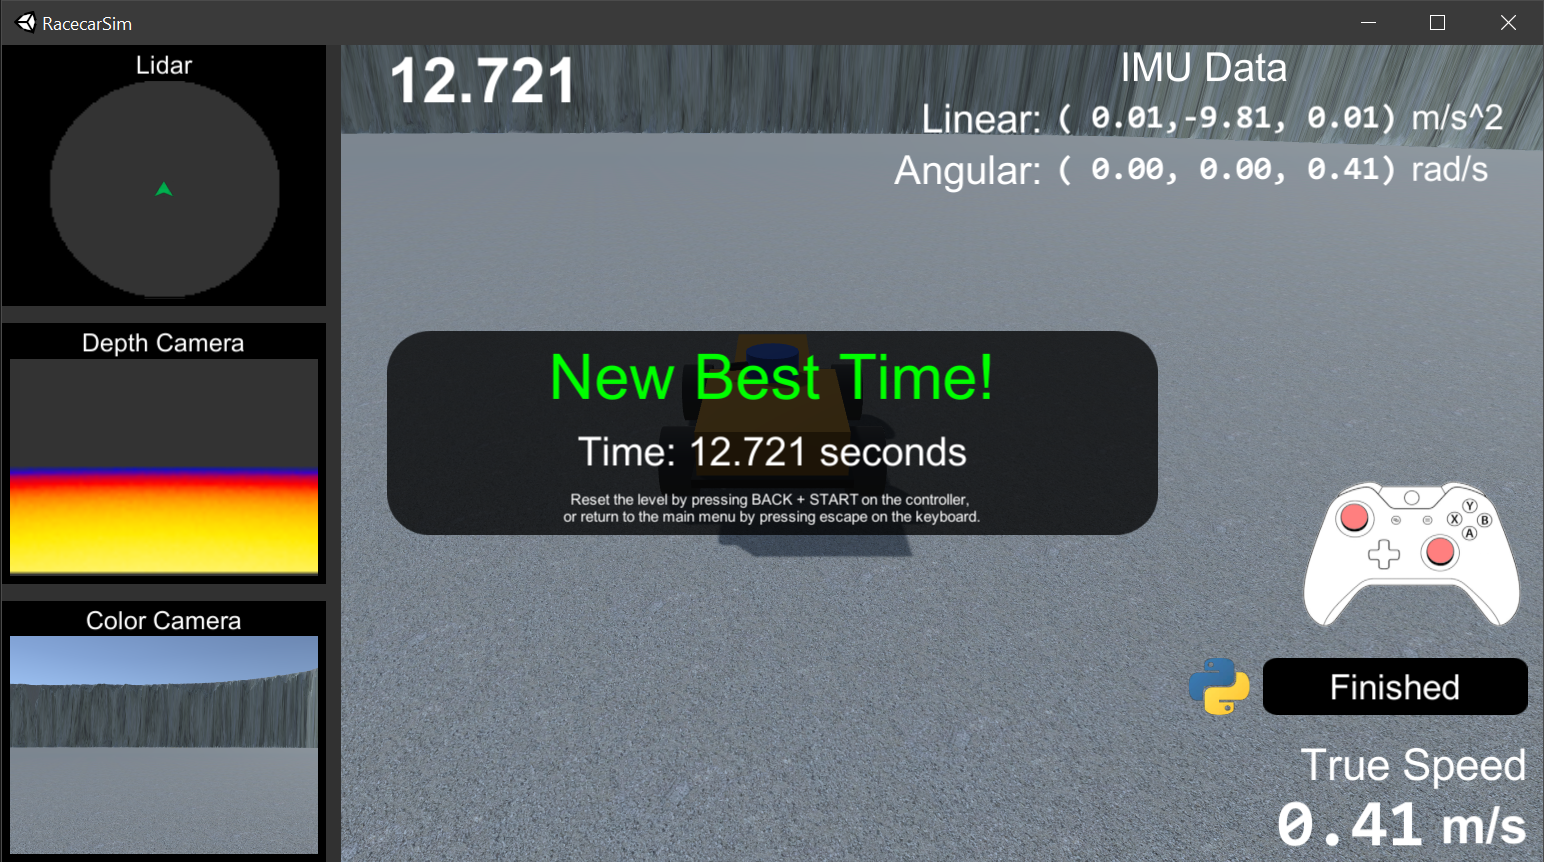 RacecarSim
Lidar
12.721
IMU Data
Linear: ( 0.01,-9.81, 0.01) m/s^2
Angular: ( 0.00, 0.00, 0.41) rad/s
Depth Camera
New Best Time!
Time: 12.721 seconds
Reset the level by pressing BACK + START on the controller,
or return to the main menu by pressing escape on the keyboard.
Y
X B
A
Color Camera
Finished
True Speed
0.41 m/s